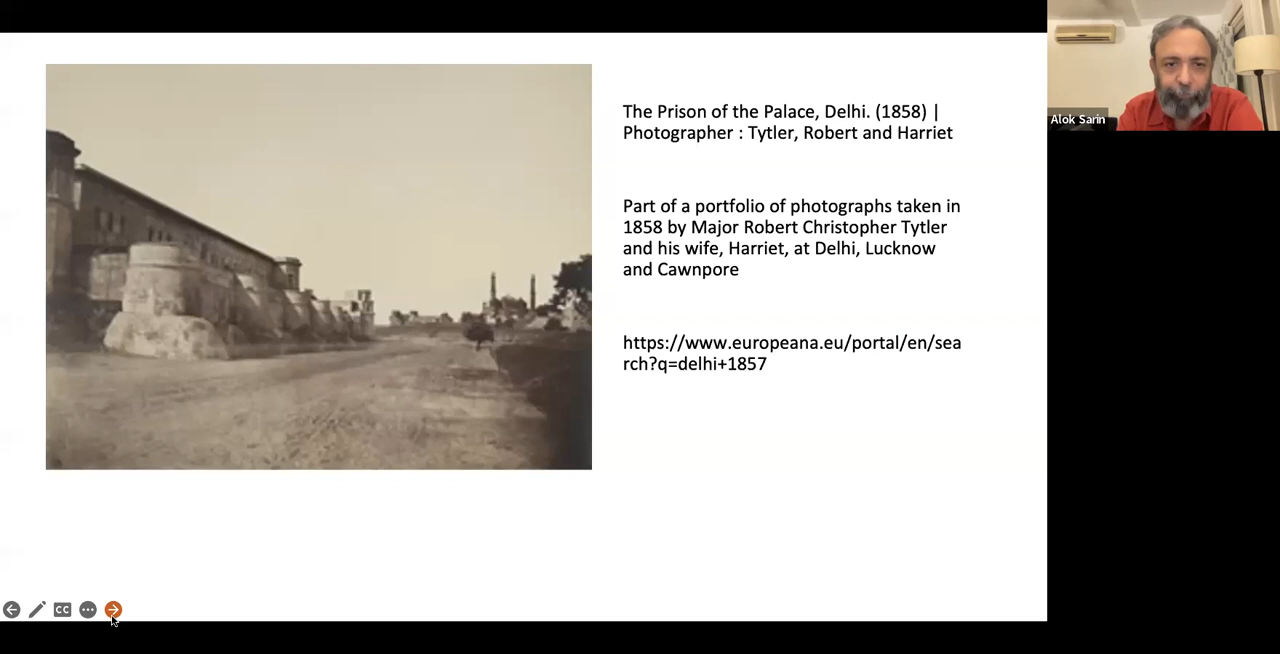 The Prison of the Palace, Delhi. (1858) |
Photographer : Tytler, Robert and Harriet
Part of a portfolio of photographs taken in
1858 by Major Robert Christopher Tytler
and his wife, Harriet, at Delhi, Lucknow
and Cawnpore
https://www.europeana.eu/portal/en/sea
rch?q=delhi+1857
Alok Sarin
CC